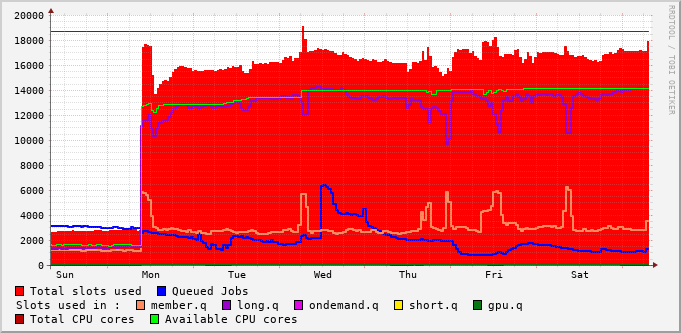 RRDTOOL / TOBI OETIKER
20000
18000
16000
14000
12000
10000
8000
6000
4000
2000
0
Sun Mon Tue Wed Thu Fri Sat
Total slots used Queued Jobs
Slots used in : member.q long.q ondemand.q short.q gpu.q
Total CPU cores Available CPU cores